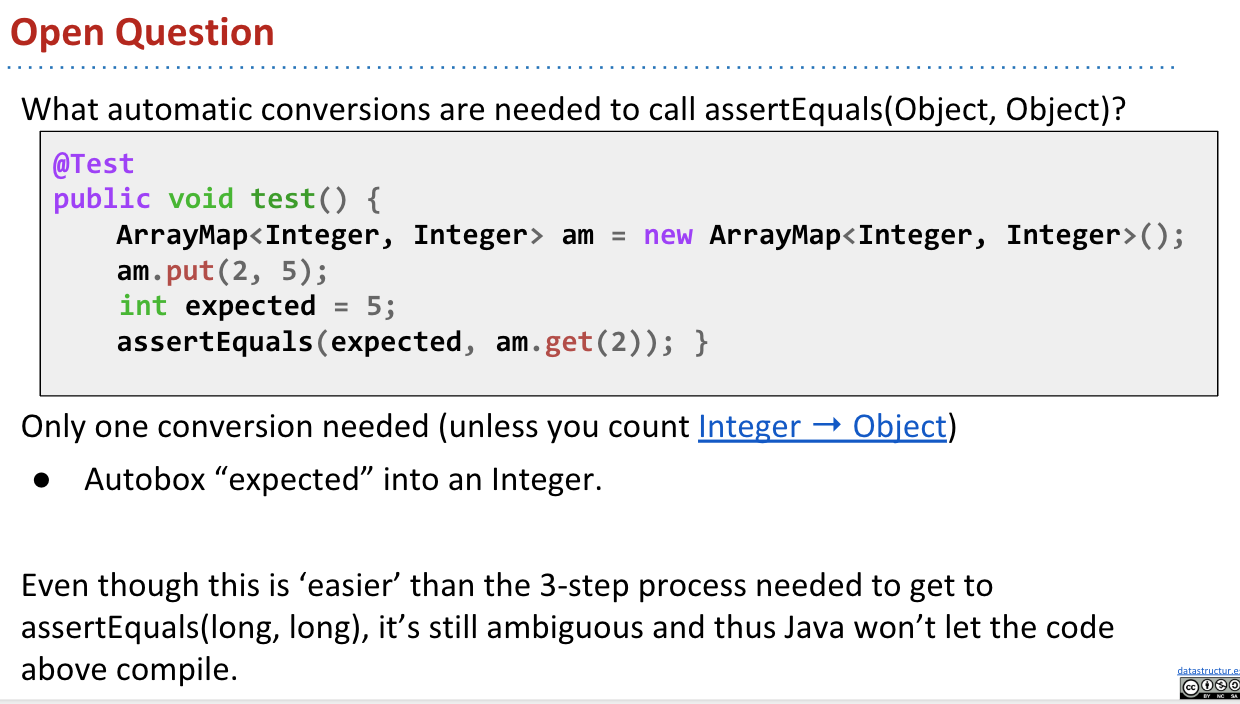 Open Question
What automatic conversions are needed to call assertEquals(Object, Object)?
@Test
public void test() {
ArrayMap<Integer, Integer> am = new ArrayMap<Integer, Integer>();
am.put(2, 5);
int expected = 5;
assertEquals(expected, am.get(2)); }
Only one conversion needed (unless you count Integer → Object)
● Autobox “expected” into an Integer.
Even though this is ‘easier’ than the 3-step process needed to get to
assertEquals(long, long), it’s still ambiguous and thus Java won’t let the code
above compile.
datastructur.es
cc
BY NC SA